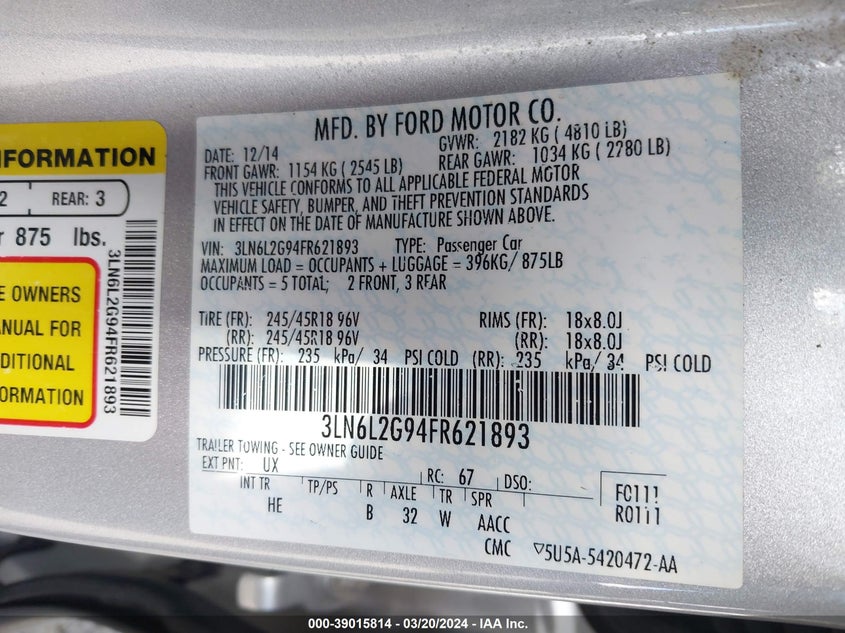 NFORMATION
2 REAR: 3
r 875 lbs.
3LN6L2G94FR621893
E OWNERS
ANUAL FOR
DDITIONAL
FORMATION
MFD. BY FORD MOTOR CO.
DATE: 12/14 GVWR: 2182 KG ( 4810 LB)
FRONT GAWR: 1154 KG ( 2545 LB) REAR GAWR: 1034 KG ( 2280 LB)
THIS VEHICLE CONFORMS TO ALL APPLICABLE FEDERAL MOTOR
VEHICLE SAFETY, BUMPER, AND THEFT PREVENTION STANDARDS
IN EFFECT ON THE DATE OF MANUFACTURE SHOWN ABOVE.
VIN: 3LN6L2G94FR621893 TYPE: Passenger Car
MAXIMUM LOAD = OCCUPANTS + LUGGAGE = 396KG/ 875LB
OCCUPANTS = 5 TOTAL; 2 FRONT, 3 REAR
TIRE (FR): 245/45R18 96V RIMS (FR): 18x8.0J
(RR): 245/45R18 96V (RR): 18x8.0J
PRESSURE (FR): 235 kPa/ 34 PSI COLD (RR): 235 kPa/ 34 PSI COLD
3LN6L2G94FR621893
TRAILER TOWING - SEE OWNER GUIDE
EXT PNT: UX RC: 67 DSO:
INT TR TP/PS R AXLE TR SPR
HE B 32 W AACC
F0111
R0111
CMC ▽5U5A-5420472-AA
000-39015814 | 03/20/2024 | IAA Inc.